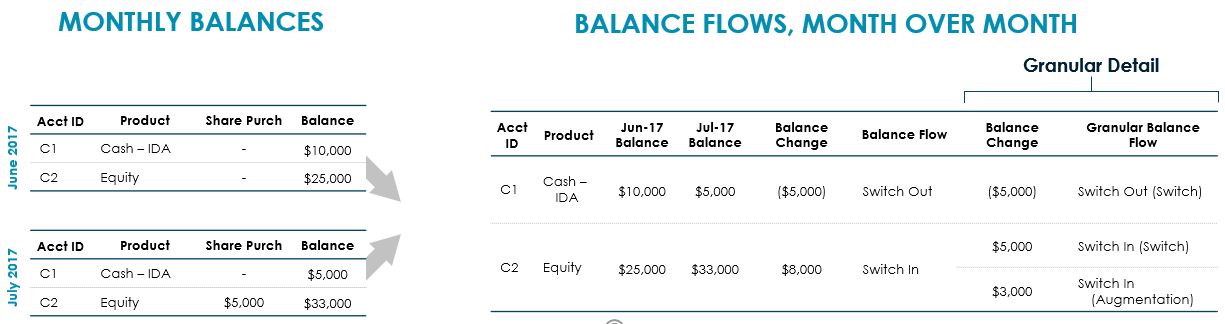 MONTHLY BALANCES
BALANCE FLOWS, MONTH OVER MONTH
Granular Detail
June 2017
Acct ID Product Share Purch Balance
C1 Cash – IDA - $10,000
C2 Equity - $25,000
July 2017
Acct ID Product Share Purch Balance
C1 Cash – IDA - $5,000
C2 Equity $5,000 $33,000
Acct ID Product Jun-17 Balance Jul-17 Balance Balance Change Balance Flow Balance Change Granular Balance Flow
C1 Cash – IDA $10,000 $5,000 ($5,000) Switch Out ($5,000) Switch Out (Switch)
C2 Equity $25,000 $33,000 $8,000 Switch In
$5,000 Switch In (Switch)
$3,000 Switch In (Augmentation)